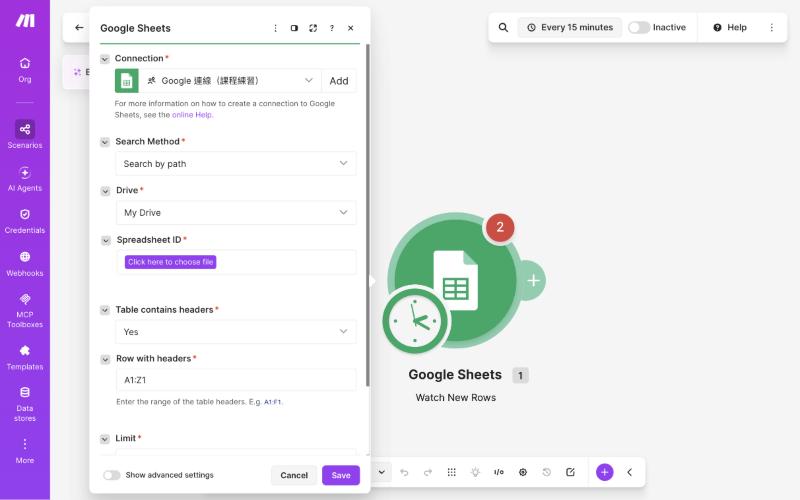 Google Sheets
?
Every 15 minutes
Inactive
Help
Org
Scenarios
AI Agents
Credentials
Webhooks
MCP
Toolboxes
Templates
Data
stores
More
Connection*
Google 連線（課程練習）
Add
For more information on how to create a connection to Google
Sheets, see the online Help.
Search Method*
Search by path
Drive*
My Drive
Spreadsheet ID*
Click here to choose file
Table contains headers*
Yes
Row with headers*
A1:Z1
Enter the range of the table headers. E.g. A1:F1.
Limit*
Show advanced settings
Cancel
Save
2
Google Sheets
1
Watch New Rows
I/O